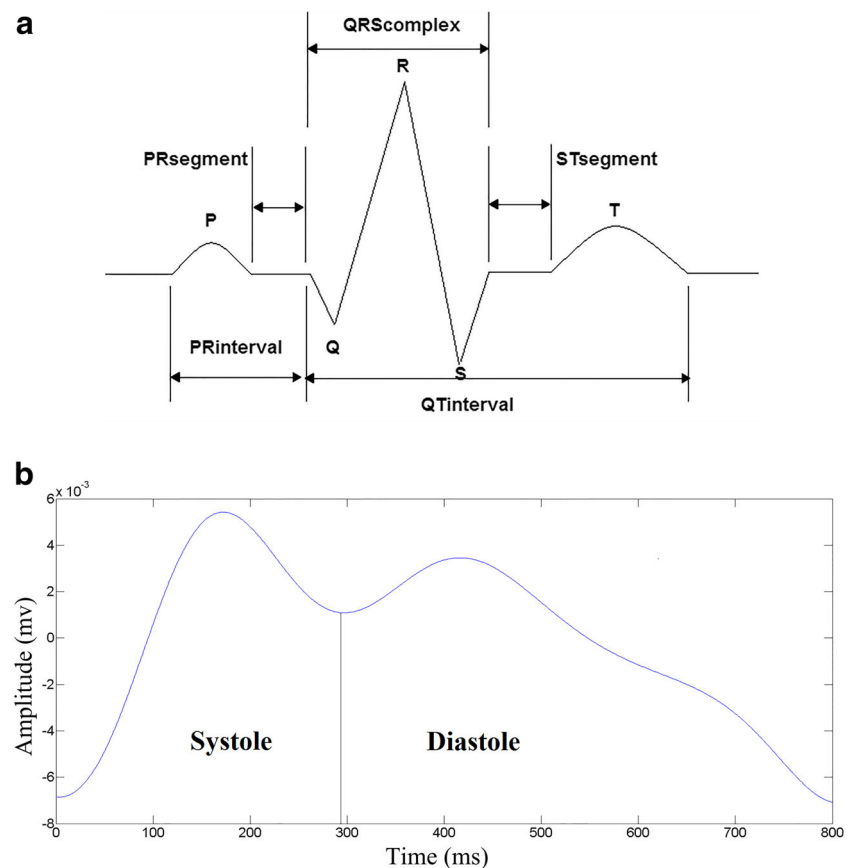 a
QRScomplex
R
PRsegment
STsegment
P
T
Q
PRinterval
S
QTinterval
b
x 10^-3
6
4
2
0
-2
-4
-6
-8
Amplitude (mv)
Systole
Diastole
0 100 200 300 400 500 600 700 800
Time (ms)